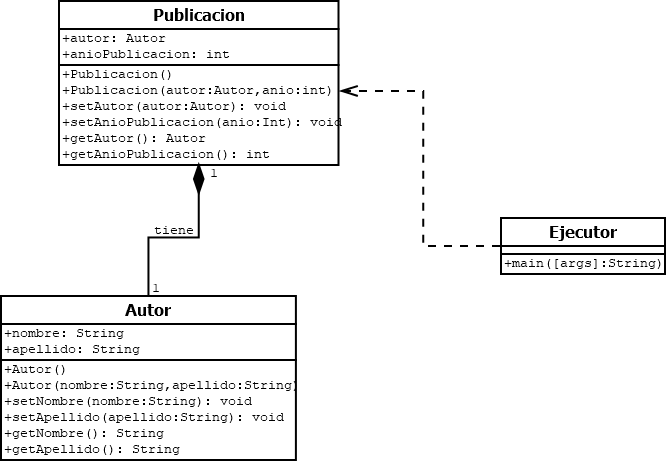 Publicacion
+autor: Autor
+anioPublicacion: int
+Publicacion()
+Publicacion(autor:Autor,anio:int)
+setAutor(autor:Autor): void
+setAnioPublicacion(anio:Int): void
+getAutor(): Autor
+getAnioPublicacion(): int
1
tiene
1
Ejecutor
+main([args]:String)
Autor
+nombre: String
+apellido: String
+Autor()
+Autor(nombre:String,apellido:String)
+setNombre(nombre:String): void
+setApellido(apellido:String): void
+getNombre(): String
+getApellido(): String